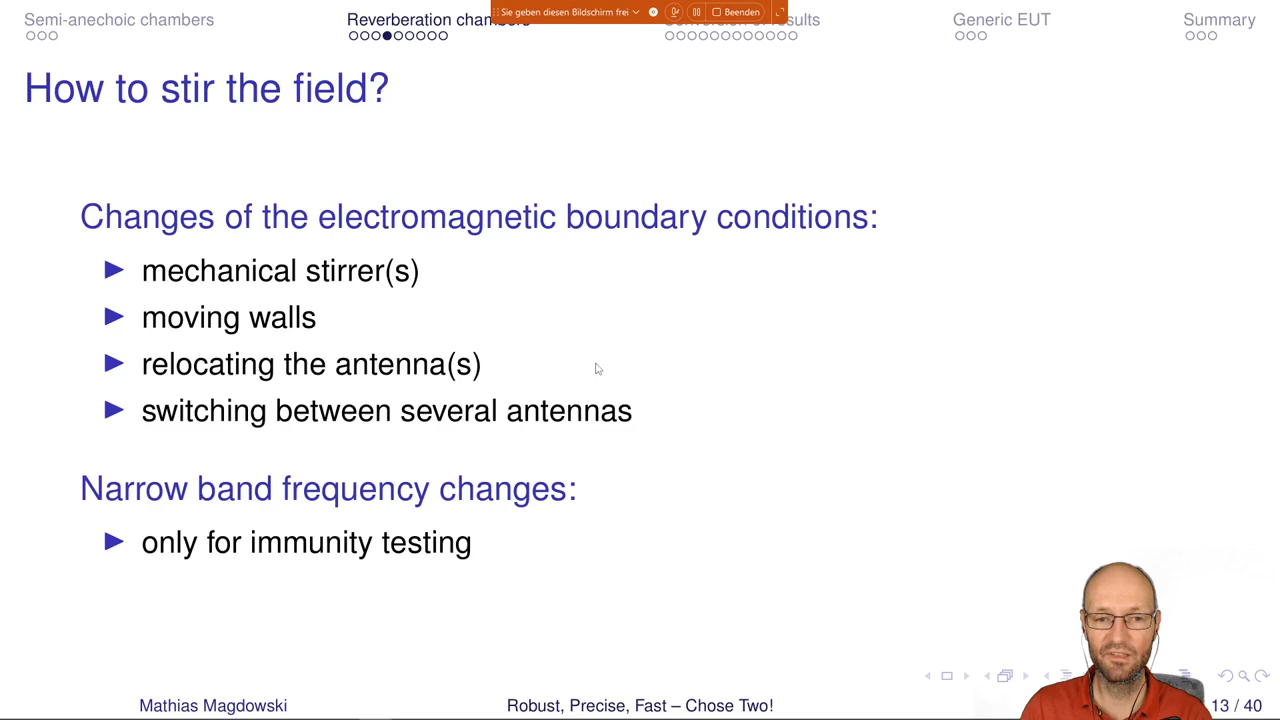 Semi-anechoic chambers
Reverberation chambers
Sie geben diesen Bildschirm frei
Beenden
results
Generic EUT
Summary
How to stir the field?
Changes of the electromagnetic boundary conditions:
mechanical stirrer(s)
moving walls
relocating the antenna(s)
switching between several antennas
Narrow band frequency changes:
only for immunity testing
Mathias Magdowski
Robust, Precise, Fast – Chose Two!
13 / 40